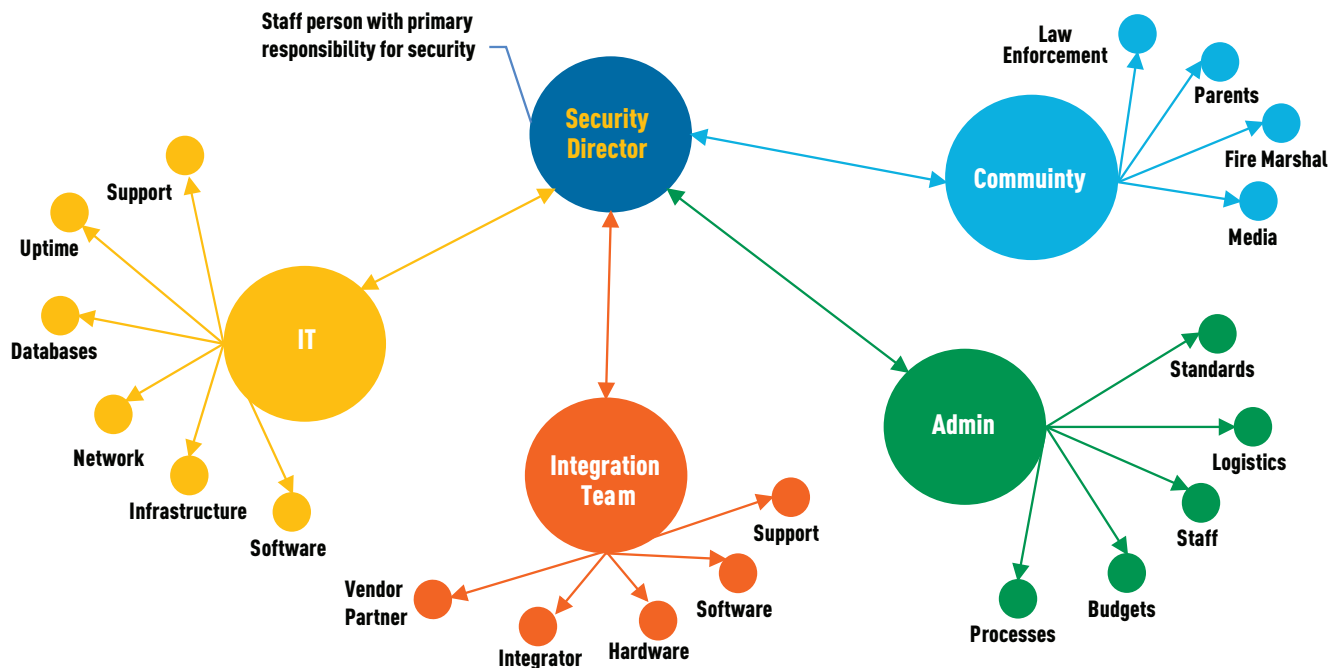 Staff person with primary
responsibility for security
Security
Director
Law
Enforcement
Parents
Fire Marshal
Media
Commuinty
Support
Uptime
Databases
Network
Infrastructure
Software
IT
Integration
Team
Support
Software
Hardware
Integrator
Vendor
Partner
Admin
Standards
Logistics
Staff
Budgets
Processes